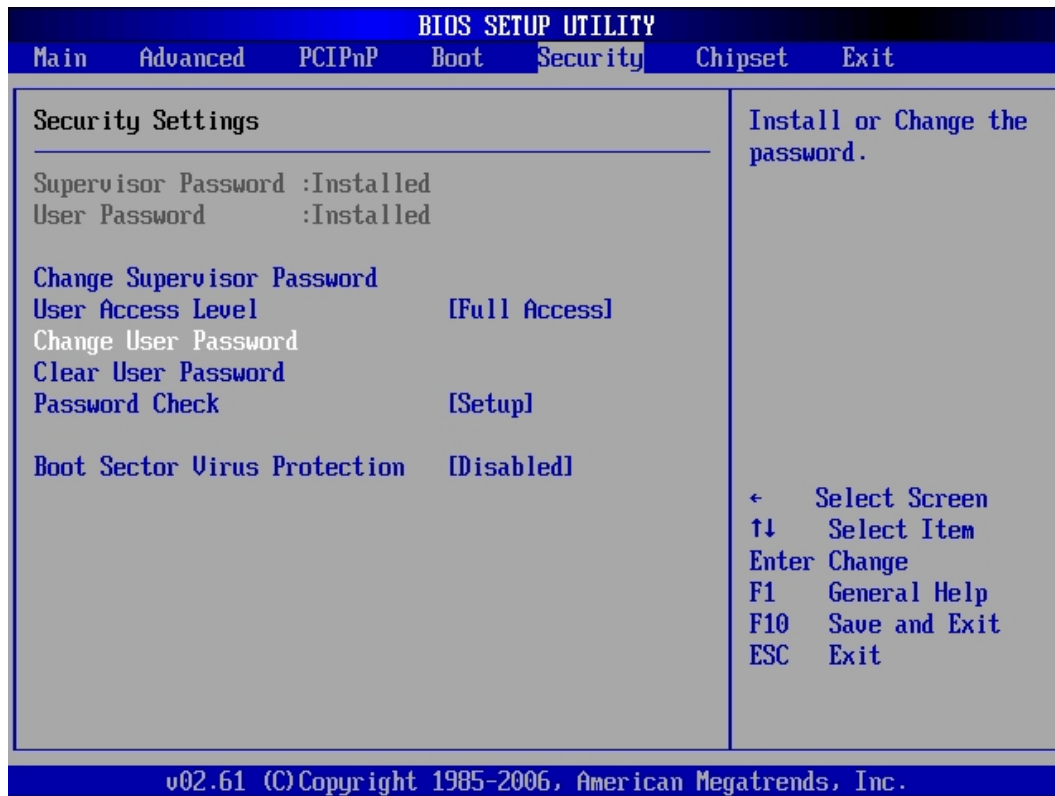 BIOS SETUP UTILITY
Main Advanced PCIPnP Boot Security Chipset Exit
Security Settings
Supervisor Password :Installed
User Password :Installed
Change Supervisor Password
User Access Level [Full Access]
Change User Password
Clear User Password
Password Check [Setup]
Boot Sector Virus Protection [Disabled]
Install or Change the
password.
← Select Screen
↑↓ Select Item
Enter Change
F1 General Help
F10 Save and Exit
ESC Exit
v02.61 (C)Copyright 1985-2006, American Megatrends, Inc.